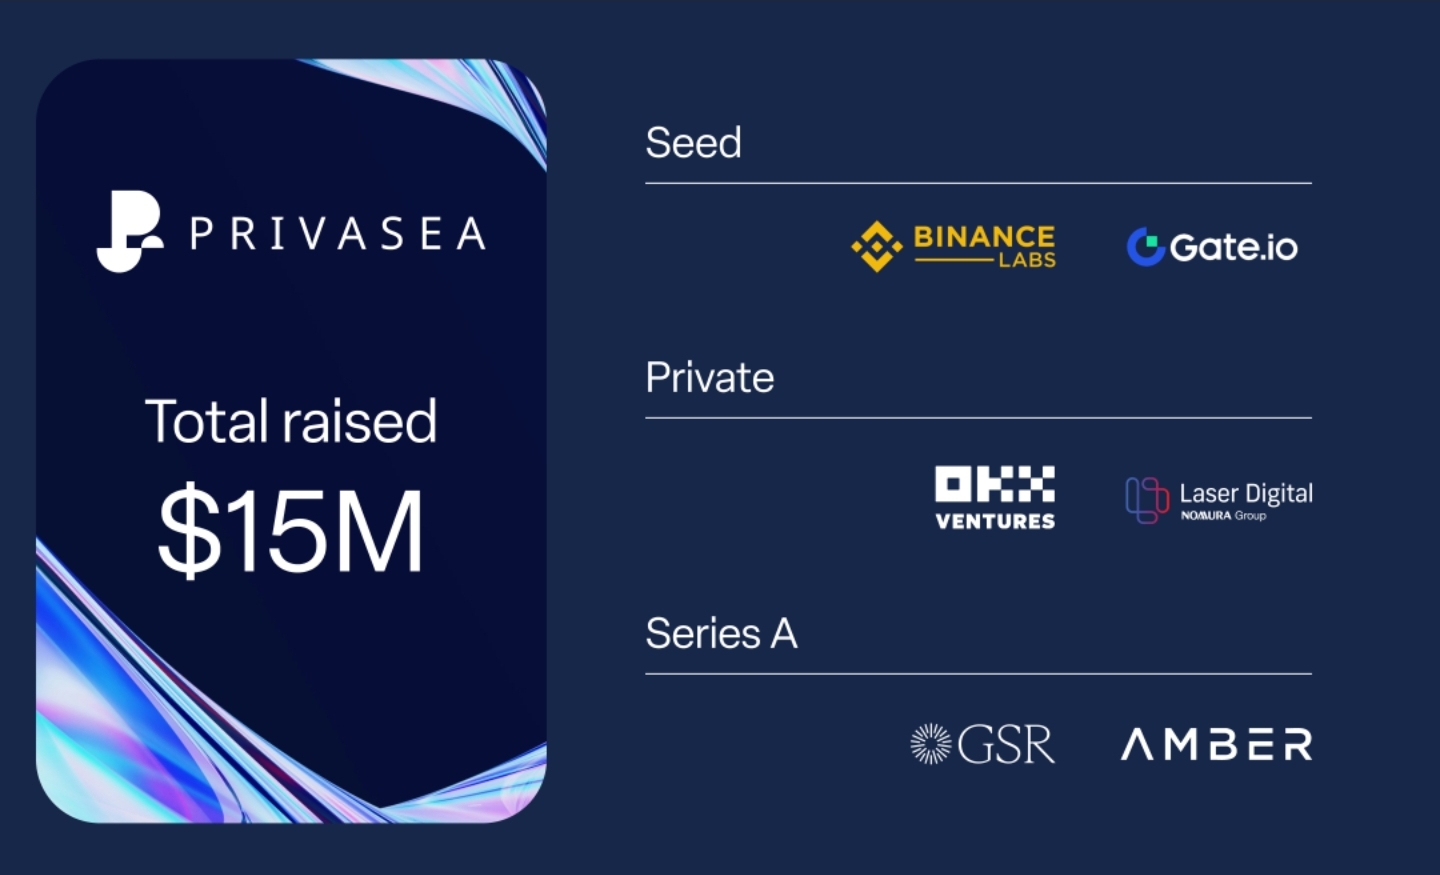 PRIVASEA
Total raised
$15M
Seed
BINANCE
LABS
Gate.io
Private
OKX
VENTURES
Laser Digital
NOMURA Group
Series A
GSR
AMBER